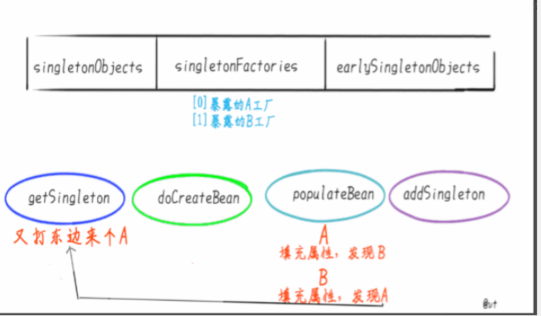 singletonObjects
singletonFactories
earlySingletonObjects
[0]暴露的A工厂
[1]暴露的B工厂
getSingleton
doCreateBean
populateBean
addSingleton
又打东边来个A
A
填充属性，发现B
B
填充属性，发现A